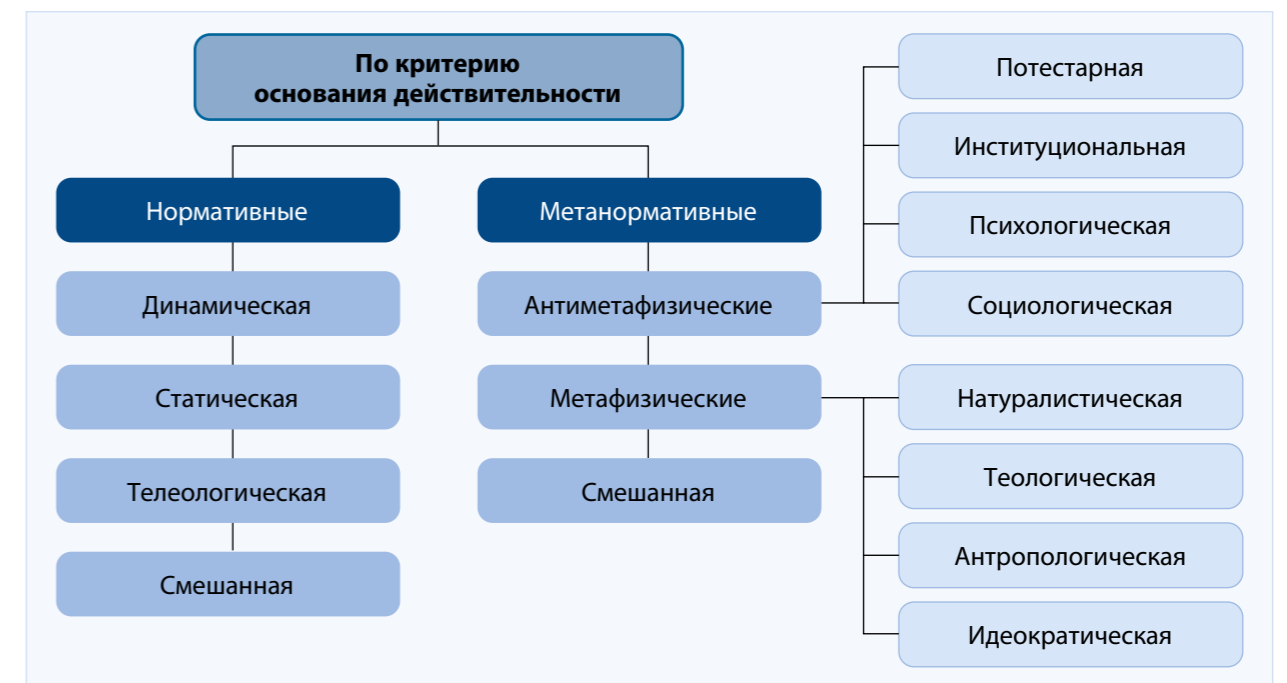 По критерию
основания действительности
Нормативные
Динамическая
Статическая
Телеологическая
Смешанная
Метанормативные
Антиметафизические
Метафизические
Смешанная
Потестарная
Институциональная
Психологическая
Социологическая
Натуралистическая
Теологическая
Антропологическая
Идеократическая